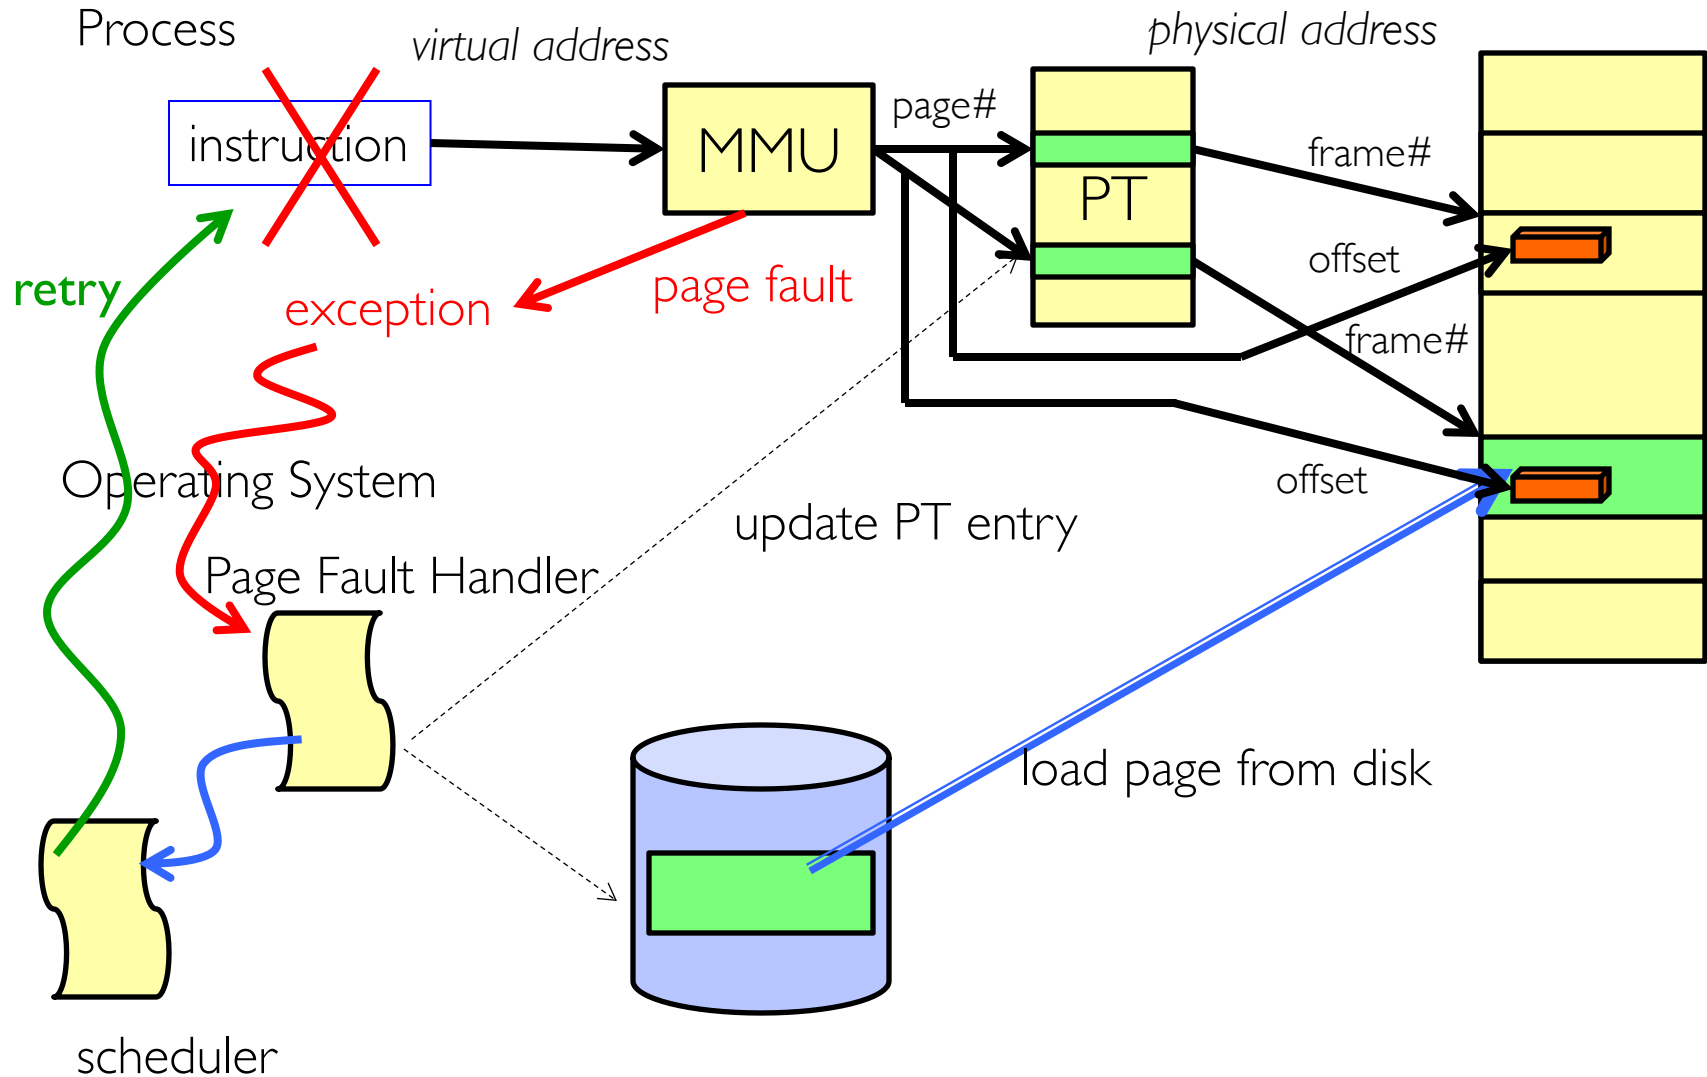 Process
virtual address
physical address
instruction
MMU
page#
PT
frame#
offset
retry
exception
page fault
frame#
offset
Operating System
update PT entry
Page Fault Handler
load page from disk
scheduler